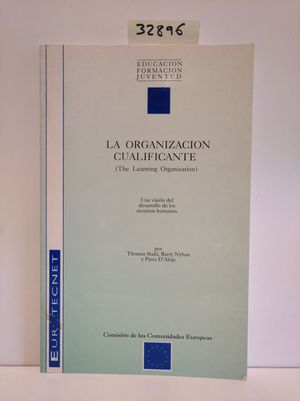 32896
EDUCACION
FORMACION
JUVENTUD
LA ORGANIZACION
CUALIFICANTE
(The Learning Organization)
Una visión del
desarrollo de los
recursos humanos
por
Thomas Stahl, Barry Nyhan
y Piera D'Aloja
EUROTECNET
Comisión de las Comunidades Europeas